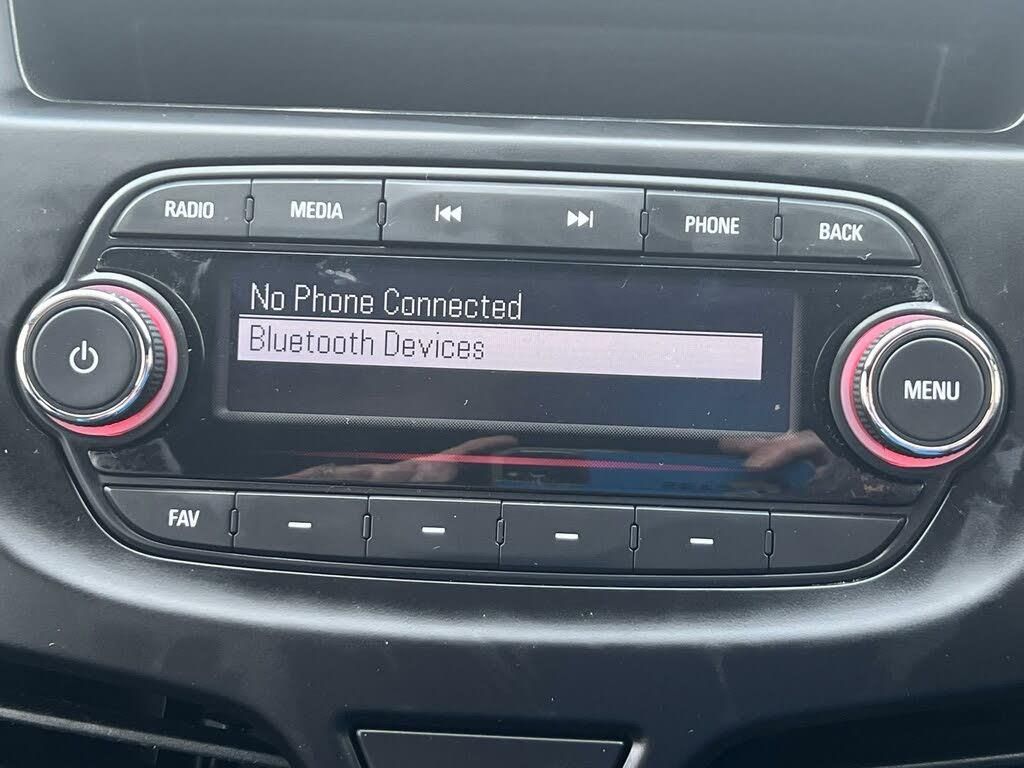 RADIO
MEDIA
PHONE
BACK
No Phone Connected
Bluetooth Devices
MENU
FAV